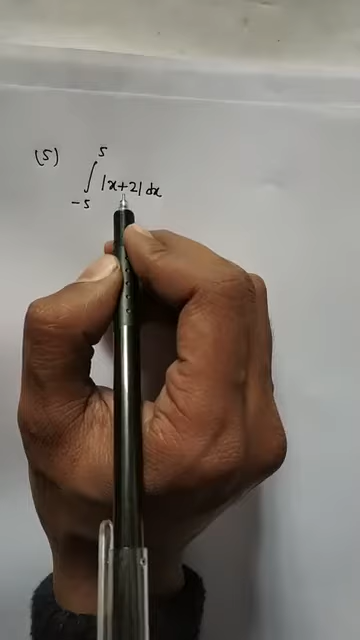 (5) ∫_{-5}^{5} |x+2| dx